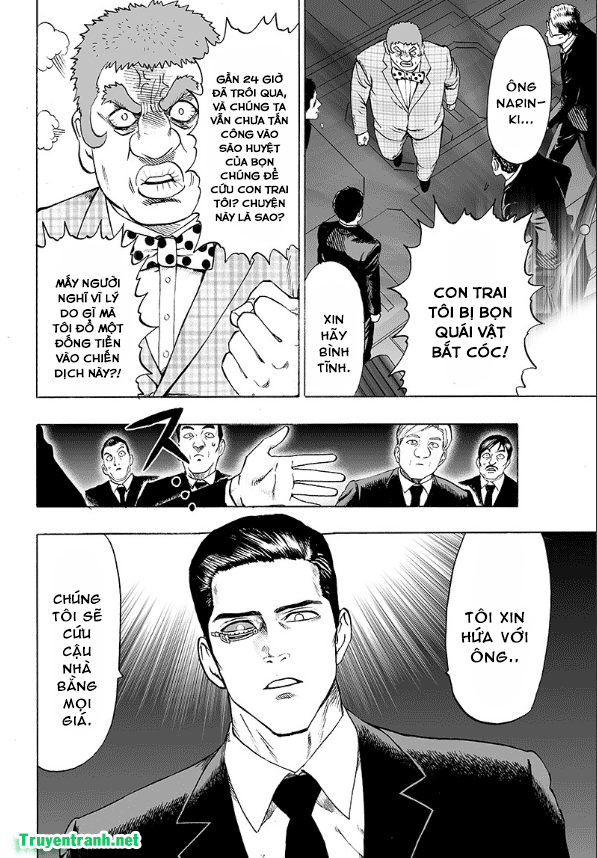 ÔNG
NARIN-
KI...
CON TRAI
TÔI BỊ BỌN
QUÁI VẬT
BẮT CÓC!
XIN
HÃY
BÌNH
TĨNH.
GẦN 24 GIỜ
ĐÃ TRÔI QUA,
VÀ CHÚNG TA
VẪN CHƯA TẤN
CÔNG VÀO
SÀO HUYỆT
CỦA BỌN
CHÚNG ĐỂ
CỨU CON TRAI
TÔI? CHUYỆN
NÀY LÀ SAO?
MẤY NGƯỜI
NGHĨ VÌ LÝ
DO GÌ MÀ
TÔI ĐỔ MỘT
ĐỐNG TIỀN
VÀO CHIẾN
DỊCH NÀY?!
ス
TÔI XIN
HỨA VỚI
ÔNG..
CHÚNG
TÔI SẼ
CỨU
CẬU
NHÀ
BẰNG
MỌI
GIÁ.
Truyentranh.net